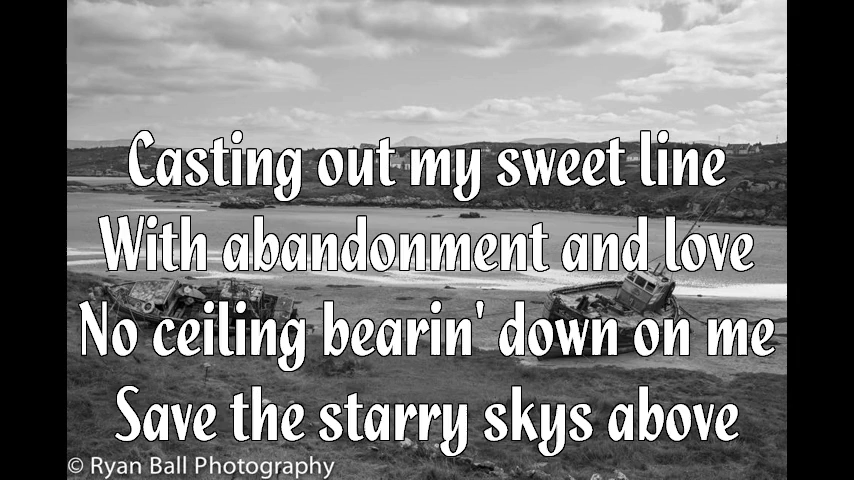 Casting out my sweet line
With abandonment and love
No ceiling bearin' down on me
Save the starry skys above
© Ryan Ball Photography